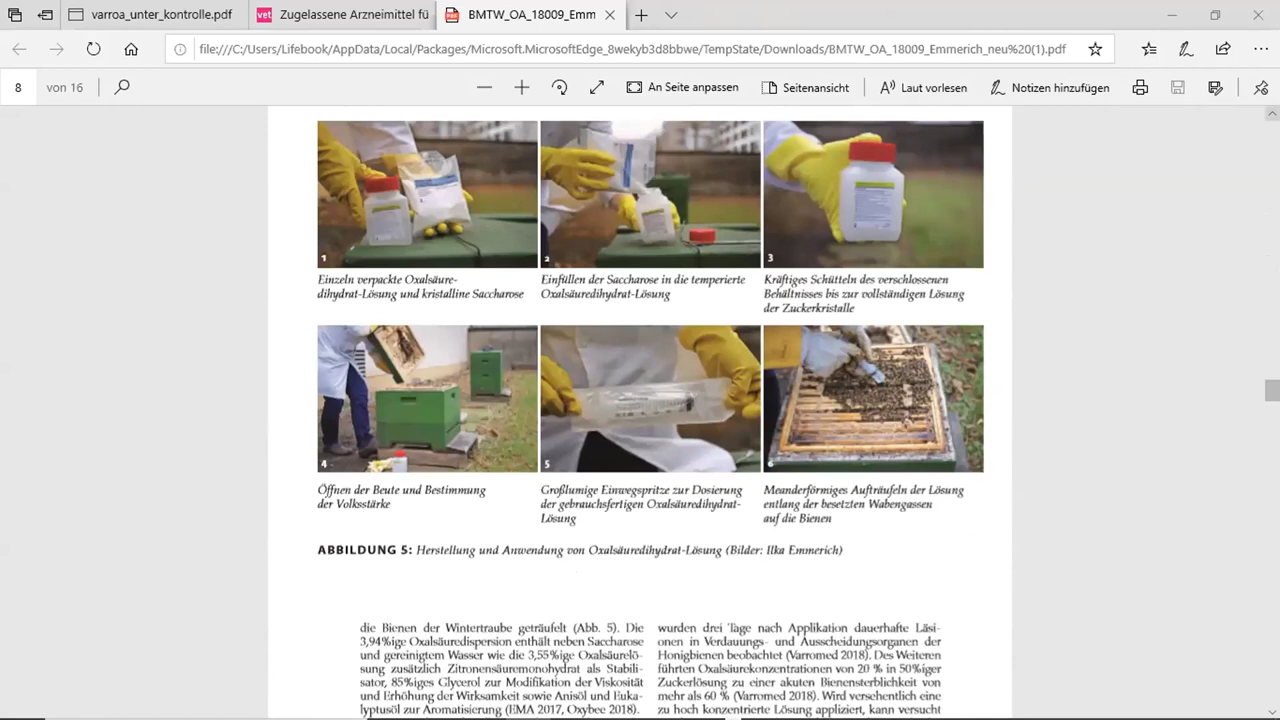 varroa_unter_kontrolle.pdf
vet Zugelassene Arzneimittel fü
PDF BMTW_OA_18009_Emm
file:///C:/Users/Lifebook/AppData/Local/Packages/Microsoft.MicrosoftEdge_8wekyb3d8bbwe/TempState/Downloads/BMTW_OA_18009_Emmerich_neu%20(1).pdf
8 von 16 An Seite anpassen Seitenansicht Laut vorlesen Notizen hinzufügen
1 2 3
Einzeln verpackte Oxalsäure-
dihydrat-Lösung und kristalline Saccharose
Einfüllen der Saccharose in die temperierte
Oxalsäuredihydrat-Lösung
Kräftiges Schütteln des verschlossenen
Behältnisses bis zur vollständigen Lösung
der Zuckerkristalle
4 5 6
Öffnen der Beute und Bestimmung
der Volksstärke
Großlumige Einwegspritze zur Dosierung
der gebrauchsfertigen Oxalsäuredihydrat-
Lösung
Meanderförmiges Aufträufeln der Lösung
entlang der besetzten Wabengassen
auf die Bienen
ABBILDUNG 5: Herstellung und Anwendung von Oxalsäuredihydrat-Lösung (Bilder: Ilka Emmerich)
die Bienen der Wintertraube geträufelt (Abb. 5). Die
3,94%ige Oxalsäuredispersion enthält neben Saccharose
und gereinigtem Wasser wie die 3,55%ige Oxalsäurelö-
sung zusätzlich Zitronensäuremonohydrat als Stabili-
sator, 85%iges Glycerol zur Modifikation der Viskosität
und Erhöhung der Wirksamkeit sowie Anisöl und Euka-
lyptusöl zur Aromatisierung (EMA 2017, Oxybee 2018).
wurden drei Tage nach Applikation dauerhafte Läsi-
onen in Verdauungs- und Ausscheidungsorganen der
Honigbienen beobachtet (Varromed 2018). Des Weiteren
führten Oxalsäurekonzentrationen von 20 % in 50%iger
Zuckerlösung zu einer akuten Bienensterblichkeit von
mehr als 60 % (Varromed 2018). Wird versehentlich eine
zu hoch konzentrierte Lösung appliziert, kann versucht